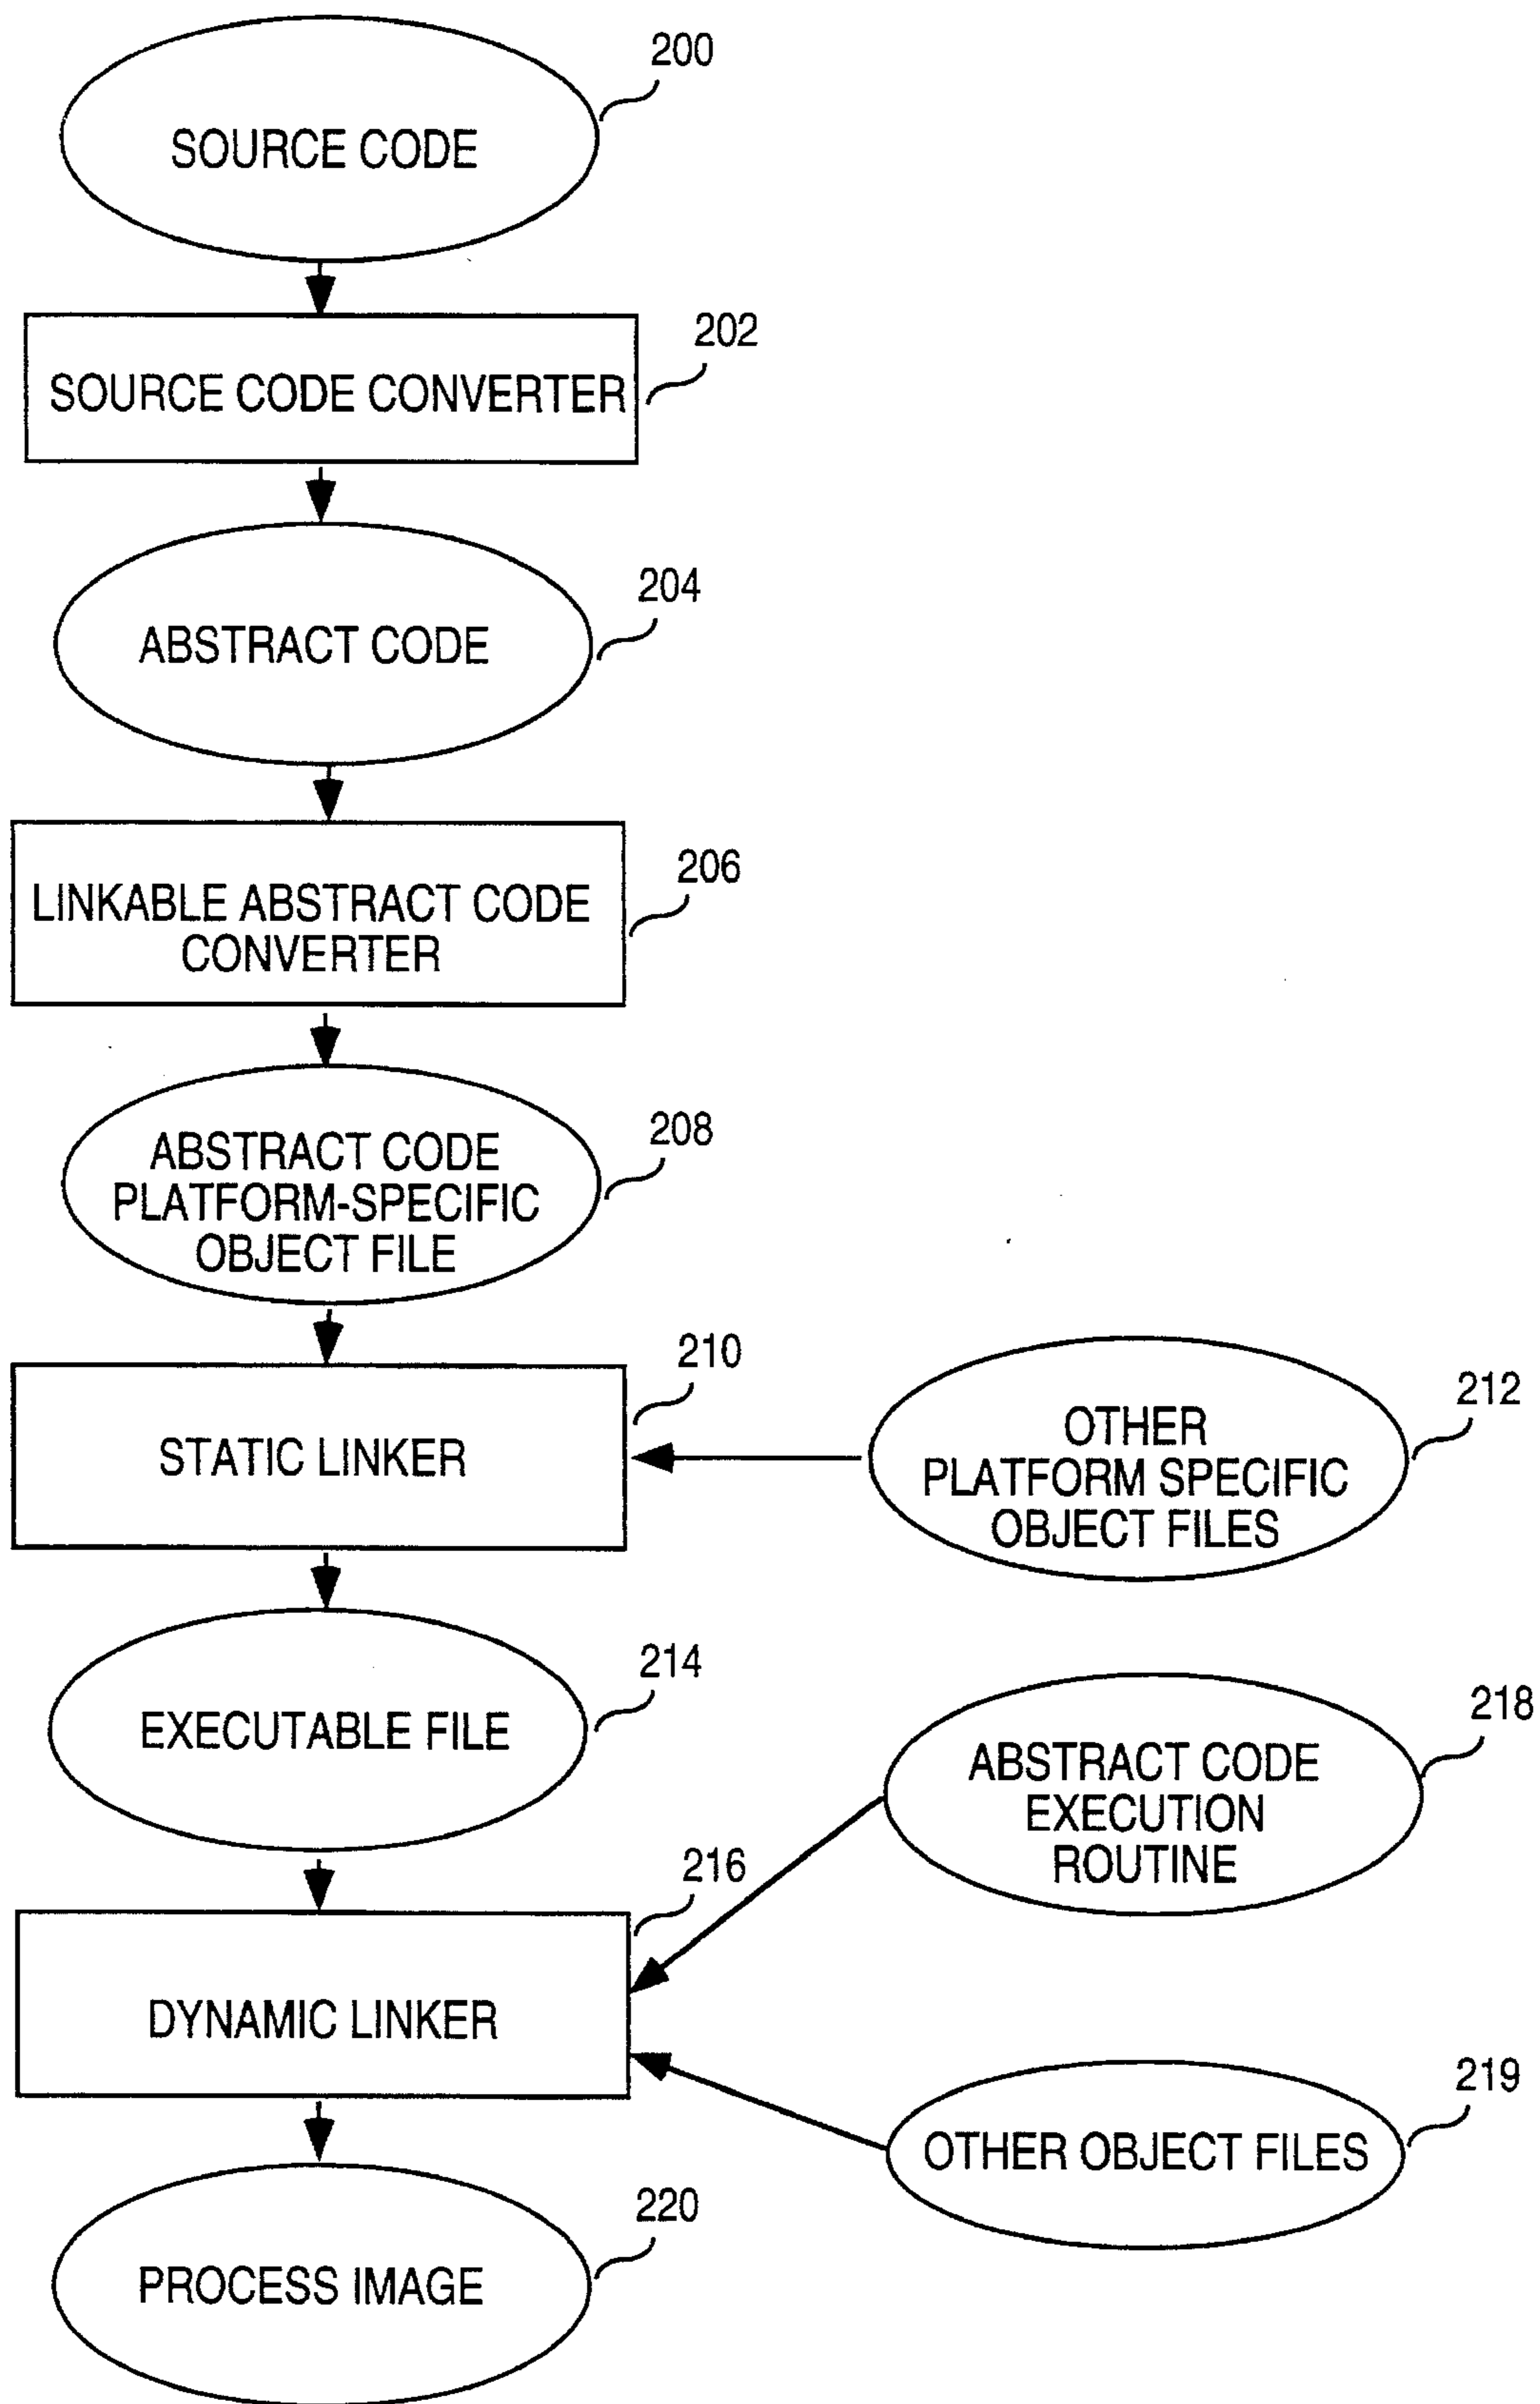 200
SOURCE CODE
202
SOURCE CODE CONVERTER
204
ABSTRACT CODE
206
LINKABLE ABSTRACT CODE
CONVERTER
208
ABSTRACT CODE
PLATFORM-SPECIFIC
OBJECT FILE
210
STATIC LINKER
212
OTHER
PLATFORM SPECIFIC
OBJECT FILES
214
EXECUTABLE FILE
218
ABSTRACT CODE
EXECUTION
ROUTINE
216
DYNAMIC LINKER
219
OTHER OBJECT FILES
220
PROCESS IMAGE